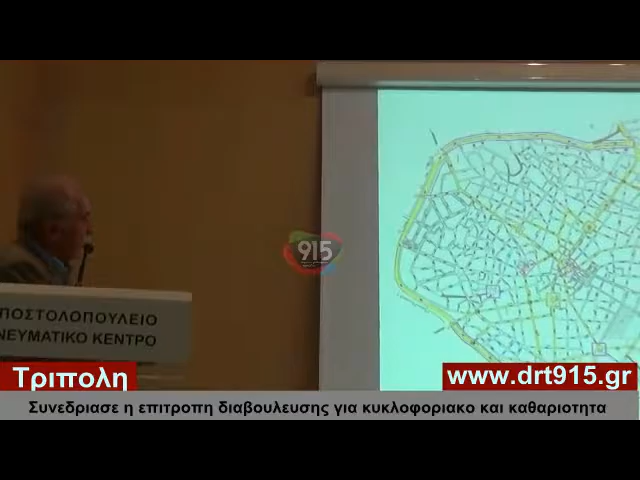 915
ΠΟΣΤΟΛΟΠΟΥΛΕΙΟ
ΝΕΥΜΑΤΙΚΟ ΚΕΝΤΡΟ
Τριπολη
www.drt915.gr
Συνεδριασε η επιτροπη διαβουλευσης για κυκλοφοριακο και καθαριοτητα